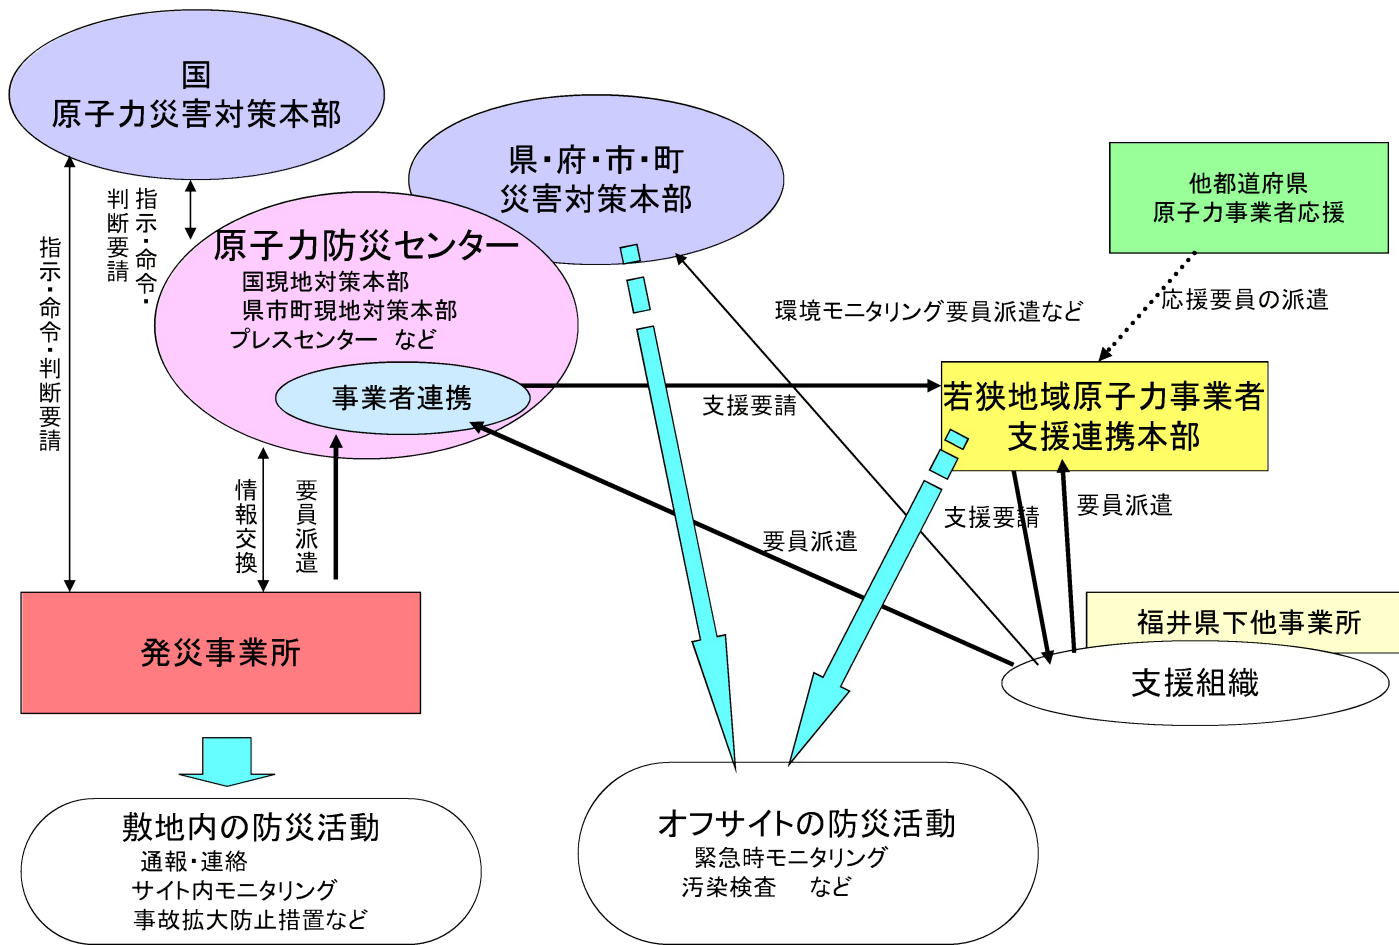 国
原子力災害対策本部
県・府・市・町
災害対策本部
他都道府県
原子力事業者応援
指示・命令・
判断要請
指示・命令・判断要請
原子力防災センター
国現地対策本部
県市町現地対策本部
プレスセンター など
事業者連携
環境モニタリング要員派遣など
応援要員の派遣
支援要請
若狭地域原子力事業者
支援連携本部
情報交換
要員派遣
要員派遣
支援要請
要員派遣
発災事業所
福井県下他事業所
支援組織
敷地内の防災活動
通報・連絡
サイト内モニタリング
事故拡大防止措置など
オフサイトの防災活動
緊急時モニタリング
汚染検査 など